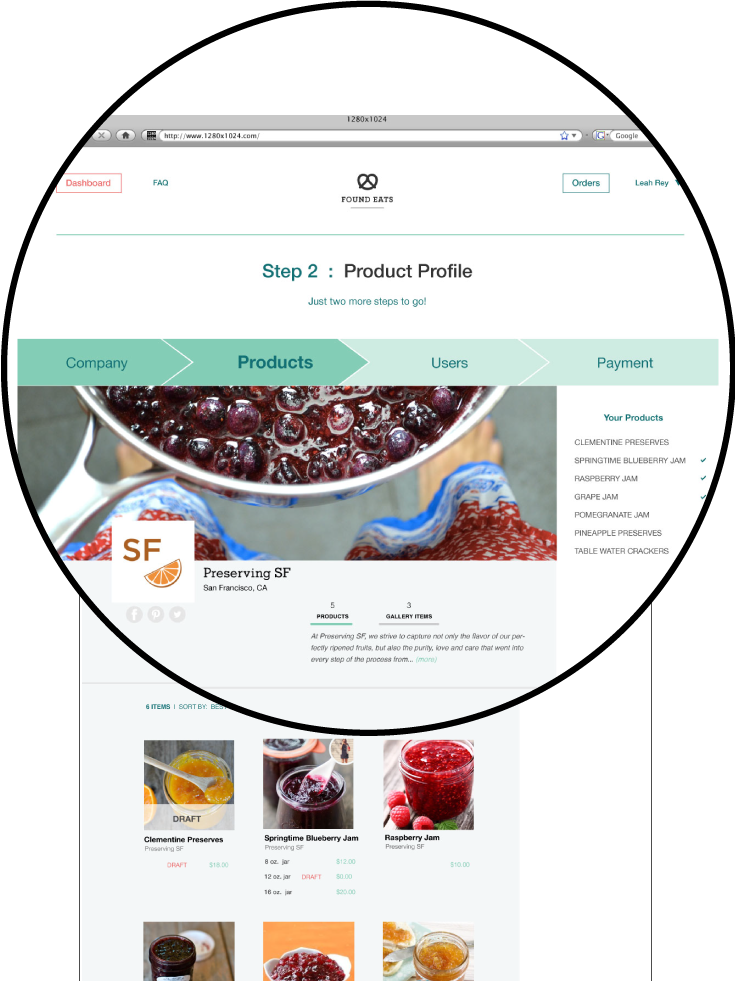 1280x1024
http://www.1280x1024.com/
Google
Dashboard
FAQ
FOUND EATS
Orders
Leah Rey
Step 2 : Product Profile
Just two more steps to go!
Company
Products
Users
Payment
Your Products
CLEMENTINE PRESERVES
SPRINGTIME BLUEBERRY JAM
RASPBERRY JAM
GRAPE JAM
POMEGRANATE JAM
PINEAPPLE PRESERVES
TABLE WATER CRACKERS
SF
Preserving SF
San Francisco, CA
5
PRODUCTS
3
GALLERY ITEMS
At Preserving SF, we strive to capture not only the flavor of our per-
fectly ripened fruits, but also the purity, love and care that went into
every step of the process from... (more)
6 ITEMS | SORT BY: BES
DRAFT
Clementine Preserves
Preserving SF
DRAFT $16.00
Springtime Blueberry Jam
Preserving SF
8 oz. jar $12.00
12 oz. jar DRAFT $0.00
16 oz. jar $20.00
Raspberry Jam
Preserving SF
$10.00